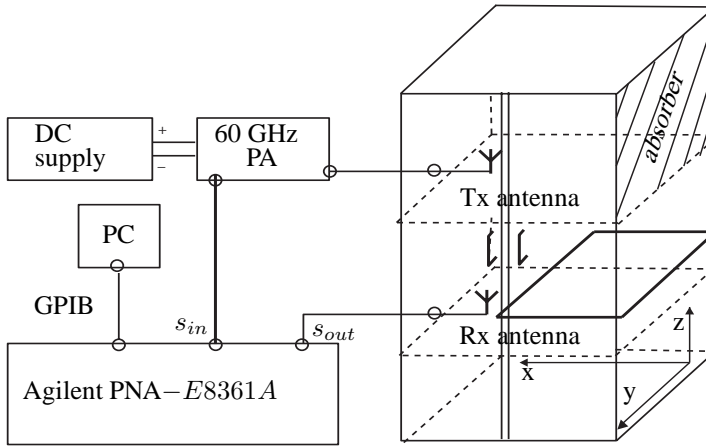 DC
supply
+
−
60 GHz
PA
absorber
Tx antenna
PC
GPIB
s_in
s_out
Rx antenna
z
x
y
Agilent PNA−E8361A